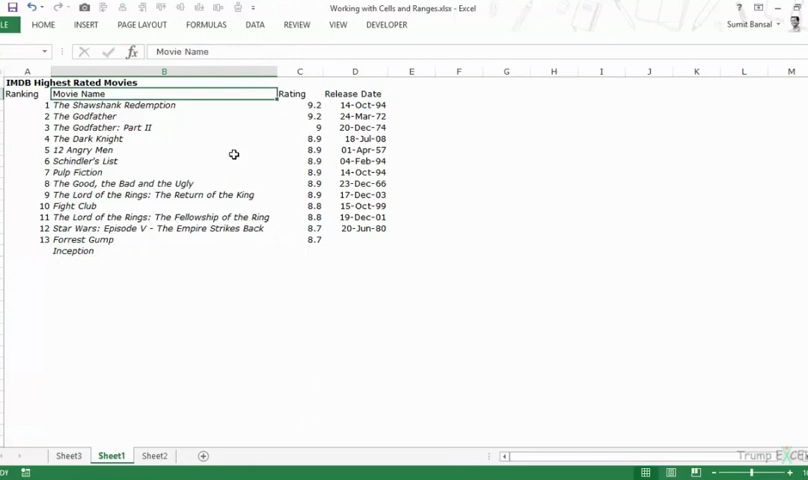 Working with Cells and Ranges.xlsx - Excel
HOME INSERT PAGE LAYOUT FORMULAS DATA REVIEW VIEW DEVELOPER
Sumit Bansal
fx Movie Name
A B C D E F G H I J K L M
IMDB Highest Rated Movies
Ranking Movie Name Rating Release Date
1 The Shawshank Redemption 9.2 14-Oct-94
2 The Godfather 9.2 24-Mar-72
3 The Godfather: Part II 9 20-Dec-74
4 The Dark Knight 8.9 18-Jul-08
5 12 Angry Men 8.9 01-Apr-57
6 Schindler's List 8.9 04-Feb-94
7 Pulp Fiction 8.9 14-Oct-94
8 The Good, the Bad and the Ugly 8.9 23-Dec-66
9 The Lord of the Rings: The Return of the King 8.9 17-Dec-03
10 Fight Club 8.8 15-Oct-99
11 The Lord of the Rings: The Fellowship of the Ring 8.8 19-Dec-01
12 Star Wars: Episode V - The Empire Strikes Back 8.7 20-Jun-80
13 Forrest Gump 8.7
Inception
Sheet3 Sheet1 Sheet2
Trump EXCEL